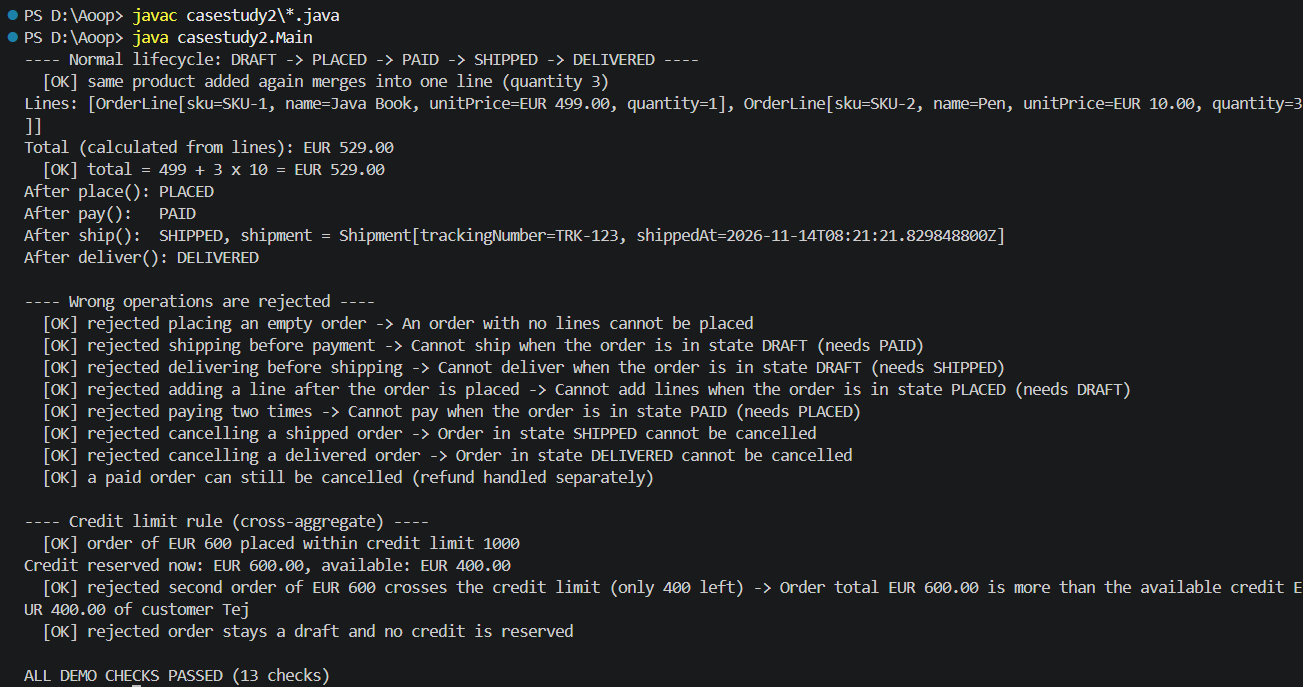 PS D:\Aoop> javac casestudy2\*.java
PS D:\Aoop> java casestudy2.Main
---- Normal lifecycle: DRAFT -> PLACED -> PAID -> SHIPPED -> DELIVERED ----
  [OK] same product added again merges into one line (quantity 3)
Lines: [OrderLine[sku=SKU-1, name=Java Book, unitPrice=EUR 499.00, quantity=1], OrderLine[sku=SKU-2, name=Pen, unitPrice=EUR 10.00, quantity=3
]]
Total (calculated from lines): EUR 529.00
  [OK] total = 499 + 3 x 10 = EUR 529.00
After place(): PLACED
After pay():   PAID
After ship():  SHIPPED, shipment = Shipment[trackingNumber=TRK-123, shippedAt=2026-11-14T08:21:21.829848800Z]
After deliver(): DELIVERED

---- Wrong operations are rejected ----
  [OK] rejected placing an empty order -> An order with no lines cannot be placed
  [OK] rejected shipping before payment -> Cannot ship when the order is in state DRAFT (needs PAID)
  [OK] rejected delivering before shipping -> Cannot deliver when the order is in state DRAFT (needs SHIPPED)
  [OK] rejected adding a line after the order is placed -> Cannot add lines when the order is in state PLACED (needs DRAFT)
  [OK] rejected paying two times -> Cannot pay when the order is in state PAID (needs PLACED)
  [OK] rejected cancelling a shipped order -> Order in state SHIPPED cannot be cancelled
  [OK] rejected cancelling a delivered order -> Order in state DELIVERED cannot be cancelled
  [OK] a paid order can still be cancelled (refund handled separately)

---- Credit limit rule (cross-aggregate) ----
  [OK] order of EUR 600 placed within credit limit 1000
Credit reserved now: EUR 600.00, available: EUR 400.00
  [OK] rejected second order of EUR 600 crosses the credit limit (only 400 left) -> Order total EUR 600.00 is more than the available credit E
UR 400.00 of customer Tej
  [OK] rejected order stays a draft and no credit is reserved

ALL DEMO CHECKS PASSED (13 checks)